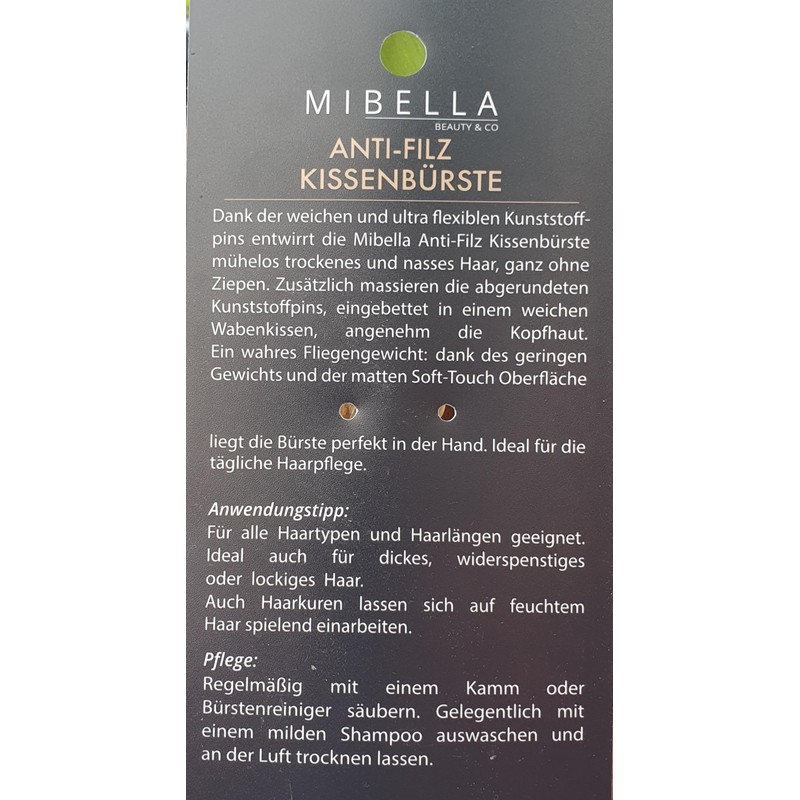 MIBELLA
BEAUTY & CO
ANTI-FILZ
KISSENBÜRSTE
Dank der weichen und ultra flexiblen Kunststoff-
pins entwirrt die Mibella Anti-Filz Kissenbürste
mühelos trockenes und nasses Haar, ganz ohne
Ziepen. Zusätzlich massieren die abgerundeten
Kunststoffpins, eingebettet in einem weichen
Wabenkissen, angenehm die Kopfhaut.
Ein wahres Fliegengewicht: dank des geringen
Gewichts und der matten Soft-Touch Oberfläche
liegt die Bürste perfekt in der Hand. Ideal für die
tägliche Haarpflege.
Anwendungstipp:
Für alle Haartypen und Haarlängen geeignet.
Ideal auch für dickes, widerspenstiges
oder lockiges Haar.
Auch Haarkuren lassen sich auf feuchtem
Haar spielend einarbeiten.
Pflege:
Regelmäßig mit einem Kamm oder
Bürstenreiniger säubern. Gelegentlich mit
einem milden Shampoo auswaschen und
an der Luft trocknen lassen.